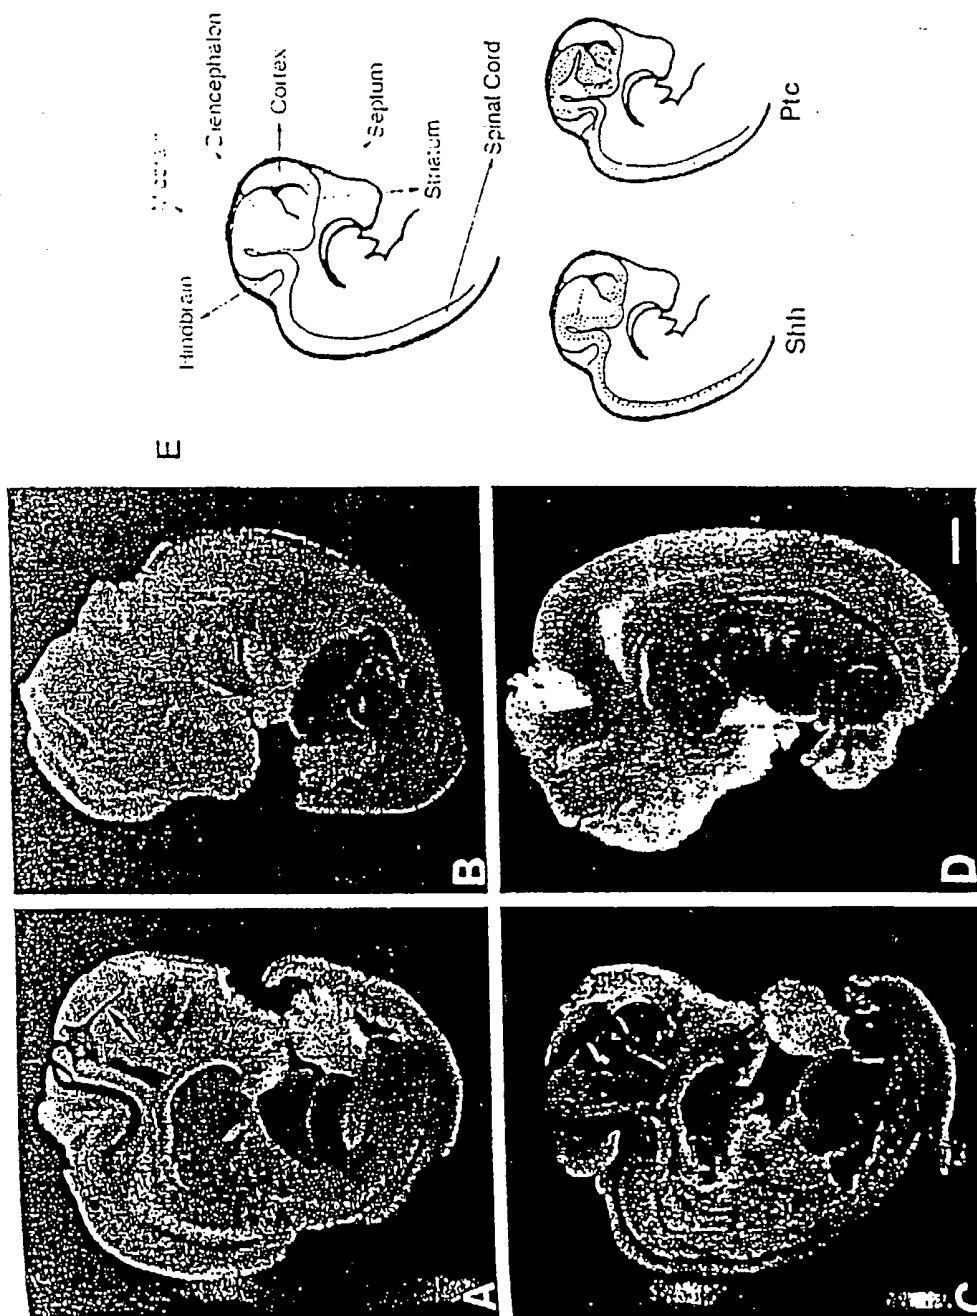 E
Hindbrain
Diencephalon
Cortex
Septum
Striatum
Spinal Cord
Shh
Ptc
A
B
C
D